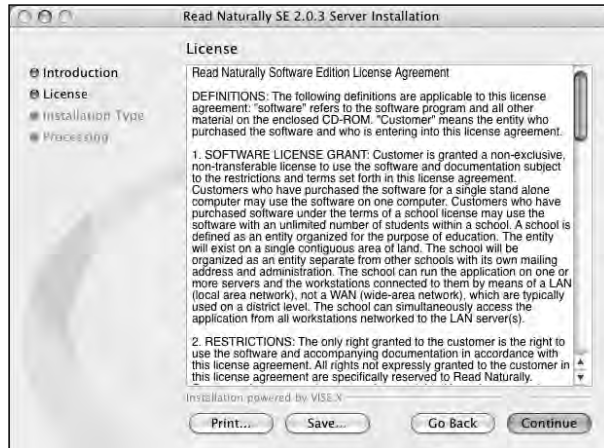 Read Naturally SE 2.0.3 Server Installation
License
Introduction
License
Installation Type
Processing
Read Naturally Software Edition License Agreement
DEFINITIONS: The following definitions are applicable to this license
agreement: "software" refers to the software program and all other
material on the enclosed CD-ROM. "Customer" means the entity who
purchased the software and who is entering into this license agreement.
1. SOFTWARE LICENSE GRANT: Customer is granted a non-exclusive,
non-transferable license to use the software and documentation subject
to the restrictions and terms set forth in this license agreement.
Customers who have purchased the software for a single stand alone
computer may use the software on one computer. Customers who have
purchased software under the terms of a school license may use the
software with an unlimited number of students within a school. A school is
defined as an entity organized for the purpose of education. The entity
will exist on a single contiguous area of land. The school will be
organized as an entity separate from other schools with its own mailing
address and administration. The school can run the application on one or
more servers and the workstations connected to them by means of a LAN
(local area network), not a WAN (wide-area network), which are typically
used on a district level. The school can simultaneously access the
application from all workstations networked to the LAN server(s).
2. RESTRICTIONS: The only right granted to the customer is the right to
use the software and accompanying documentation in accordance with
this license agreement. All rights not expressly granted to the customer in
this license agreement are specifically reserved to Read Naturally.
Installation powered by VISE X
Print...
Save...
Go Back
Continue